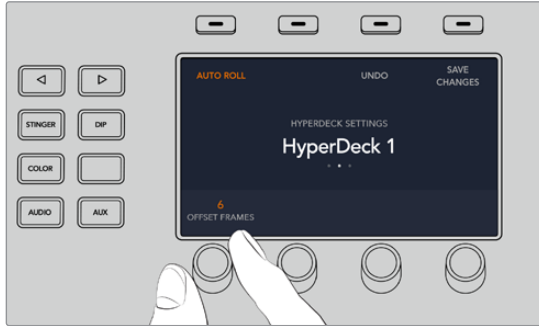 AUTO ROLL
UNDO
SAVE
CHANGES
HYPERDECK SETTINGS
HyperDeck 1
6
OFFSET FRAMES
STINGER
DIP
COLOR
AUDIO
AUX